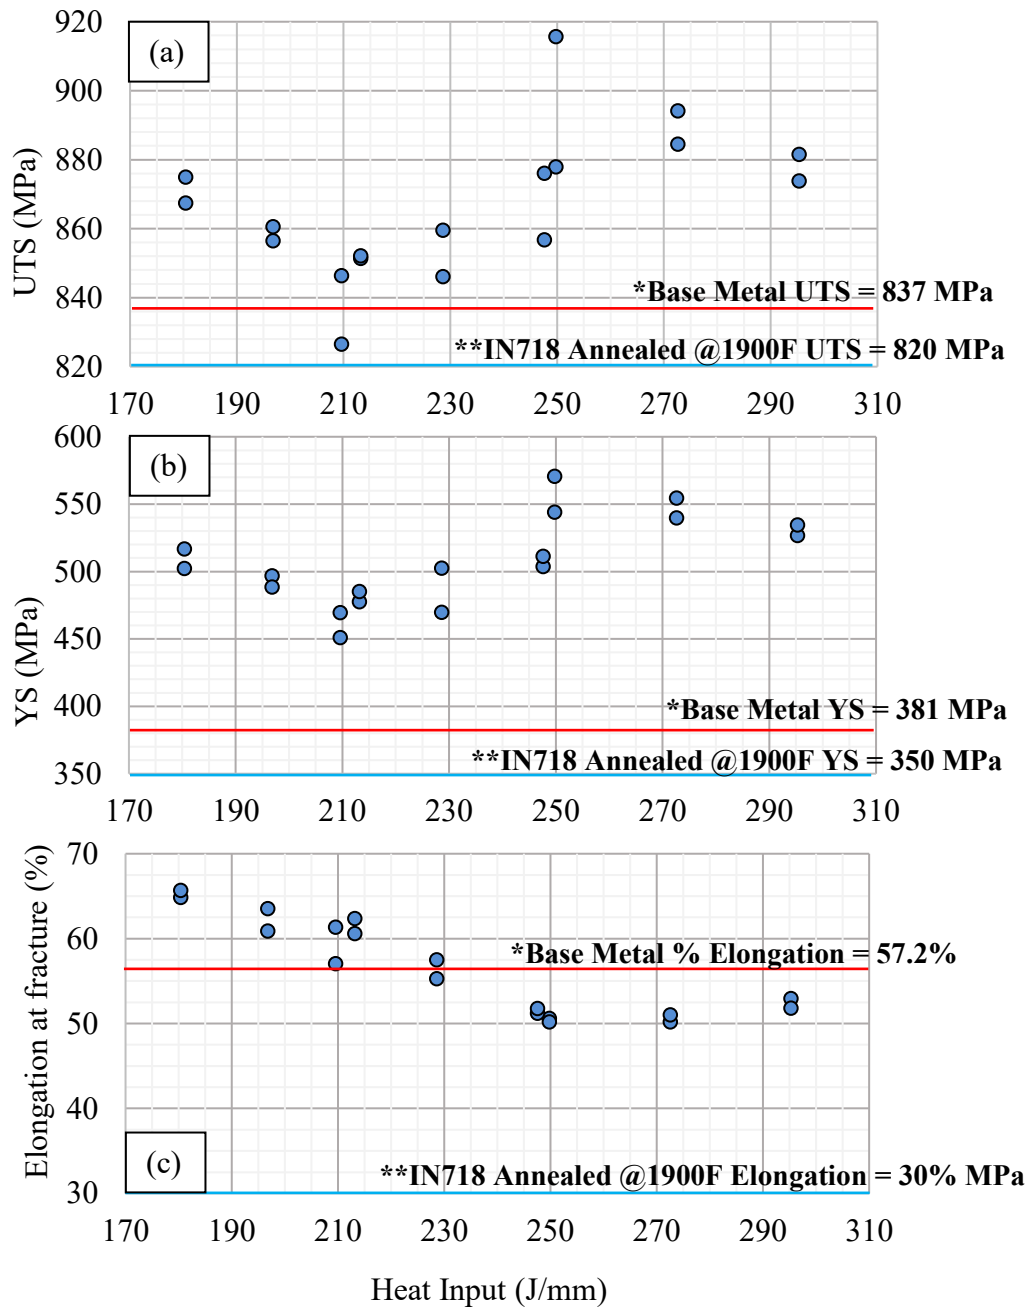 920
(a)
900
880
860
840
820
UTS (MPa)
*Base Metal UTS = 837 MPa
**IN718 Annealed @1900F UTS = 820 MPa
170 190 210 230 250 270 290 310
600
(b)
550
500
450
400
350
YS (MPa)
*Base Metal YS = 381 MPa
**IN718 Annealed @1900F YS = 350 MPa
170 190 210 230 250 270 290 310
70
60
50
40
30
Elongation at fracture (%)
*Base Metal % Elongation = 57.2%
(c)
**IN718 Annealed @1900F Elongation = 30% MPa
170 190 210 230 250 270 290 310
Heat Input (J/mm)